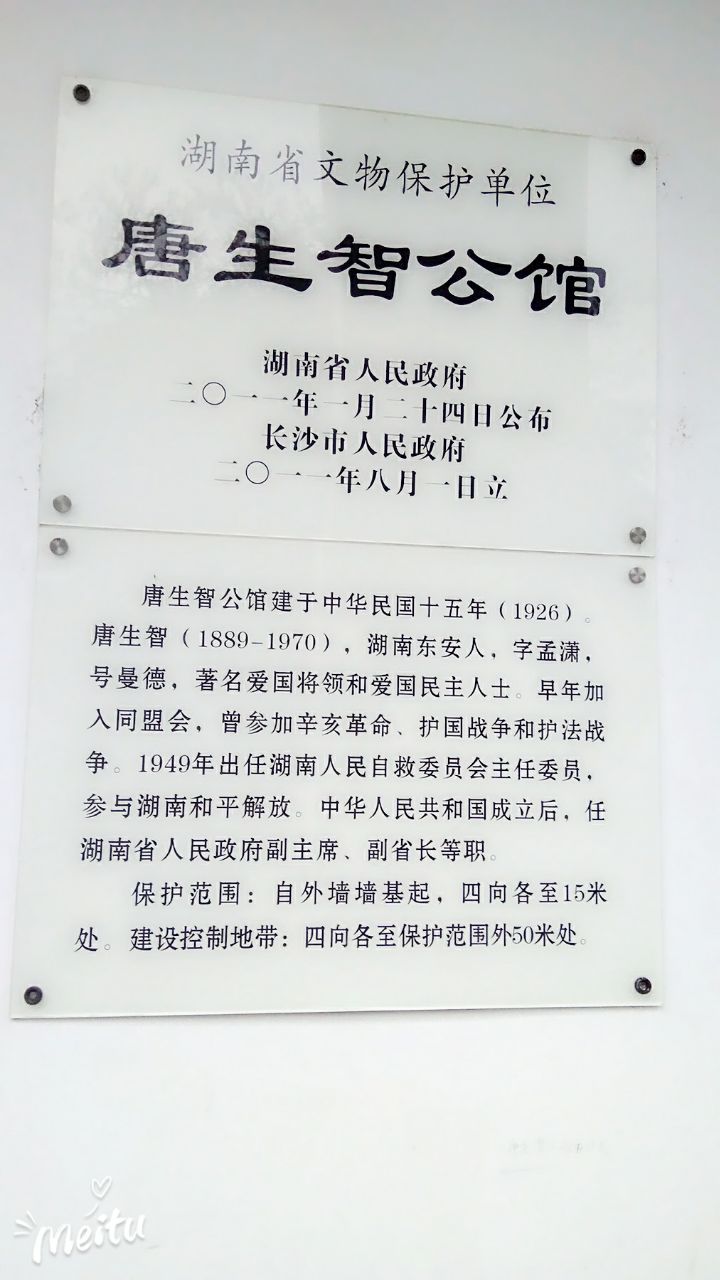 湖南省文物保护单位
唐生智公馆
湖南省人民政府
二〇一一年一月二十四日公布
长沙市人民政府
二〇一一年八月一日立
唐生智公馆建于中华民国十五年（1926）。
唐生智（1889-1970），湖南东安人，字孟潇，
号曼德，著名爱国将领和爱国民主人士。早年加
入同盟会，曾参加辛亥革命、护国战争和护法战
争。1949年出任湖南人民自救委员会主任委员，
参与湖南和平解放。中华人民共和国成立后，任
湖南省人民政府副主席、副省长等职。
保护范围：自外墙墙基起，四向各至15米
处。建设控制地带：四向各至保护范围外50米处。
Meitu